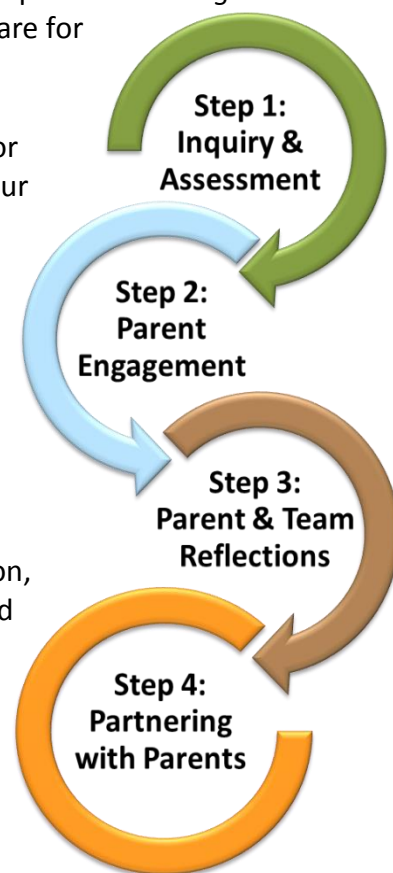 are for
Step 1:
Inquiry &
Assessment
or
ur
Step 2:
Parent
Engagement
Step 3:
Parent & Team
Reflections
on,
d
Step 4:
Partnering
with Parents